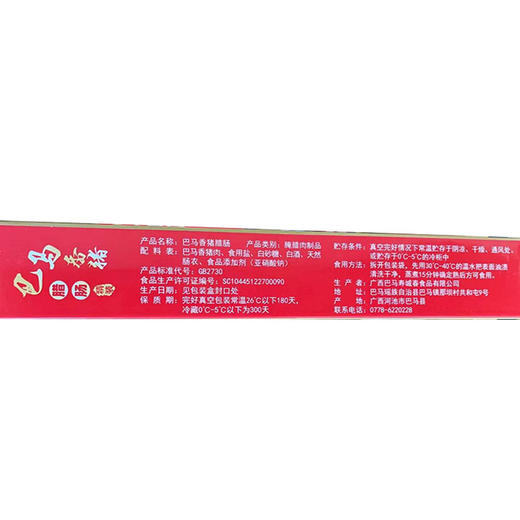 巴马香猪
腊肠
产品名称：巴马香猪腊肠 产品类别：腌腊肉制品
配料表：巴马香猪肉、食用盐、白砂糖、白酒、天然
肠衣、食品添加剂（亚硝酸钠）
产品标准代号：GB2730
食品生产许可证编号：SC10445122700090
生产日期：见包装盒封口处
保质期：完好真空包装常温26℃以下180天，
冷藏0℃-5℃以下为300天
贮存条件：真空完好情况下常温贮存于阴凉、干燥、通风处，
或贮存于0℃-5℃的冷柜中
食用方法：拆开包装袋，先用30℃-40℃的温水把表面油渍
清洗干净，蒸煮15分钟确定熟后方可食用。
生产者：广西巴马寿城春食品有限公司
地址：巴马瑶族自治县巴马镇那坝村共和屯9号
产地：广西河池市巴马县
联系电话：0778-6220228